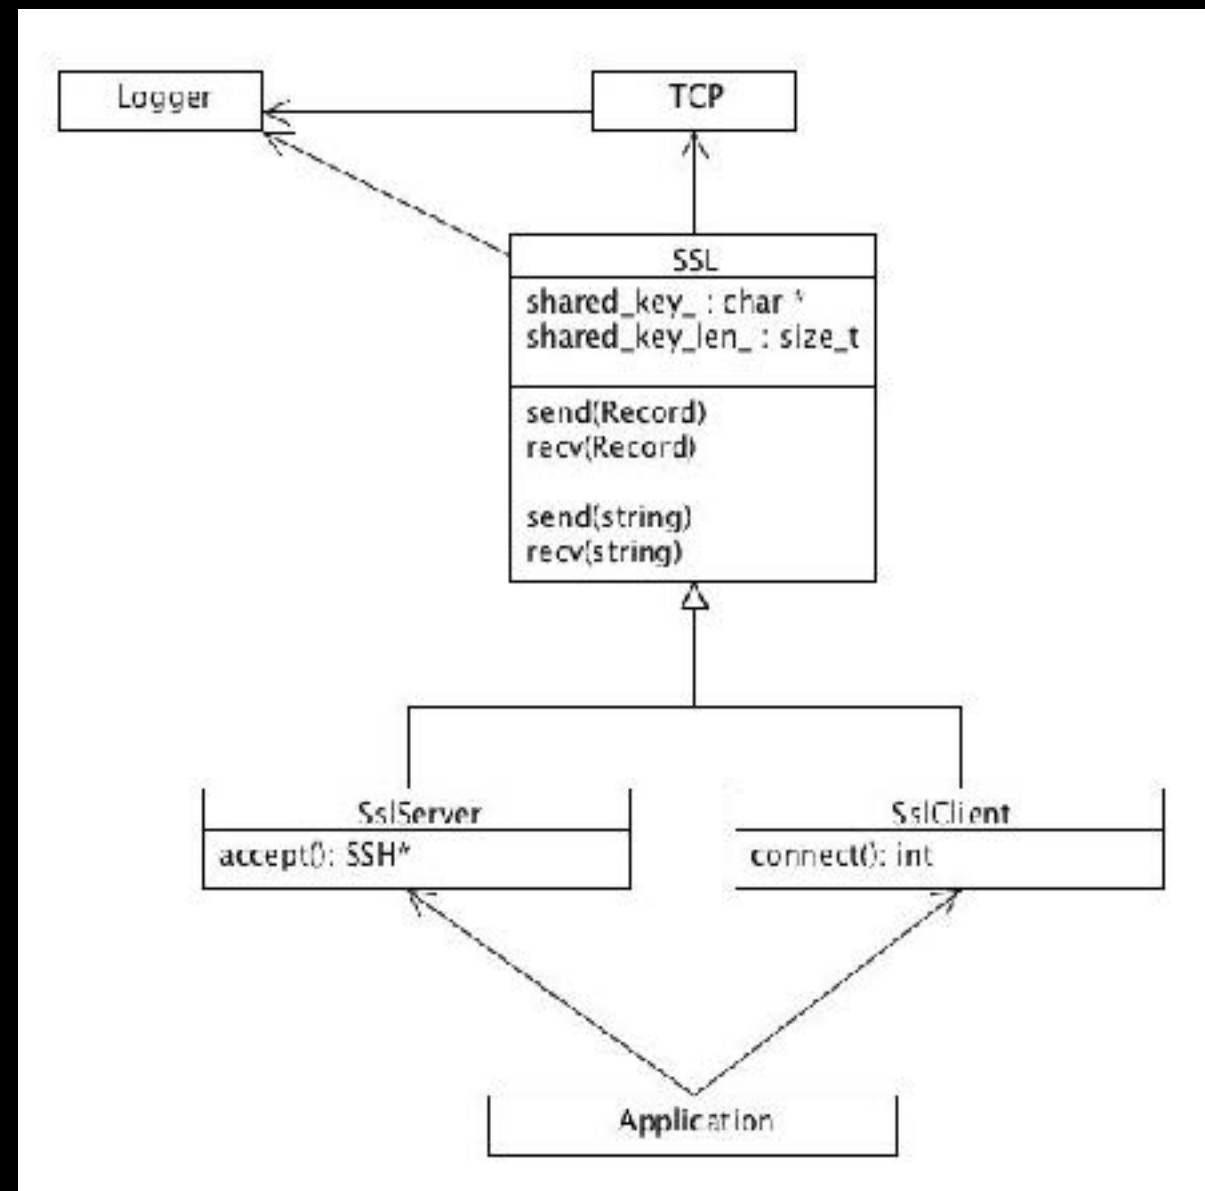 Logger
TCP
SSL
shared_key_ : char *
shared_key_len_ : size_t
send(Record)
recv(Record)
send(string)
recv(string)
SslServer
accept(): SSH*
SslClient
connect(): int
Application